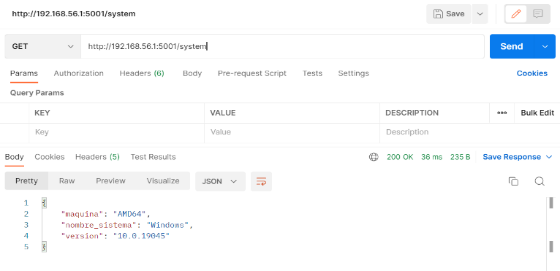 http://192.168.56.1:5001/system Save
GET http://192.168.56.1:5001/system Send
Params Authorization Headers (6) Body Pre-request Script Tests Settings Cookies
Query Params
KEY VALUE DESCRIPTION ••• Bulk Edit
Key Value Description
Body Cookies Headers (5) Test Results 200 OK 36 ms 235 B Save Response
Pretty Raw Preview Visualize JSON
1 {
2 "maquina": "AMD64",
3 "nombre_sistema": "Windows",
4 "version": "10.0.19045"
5 }